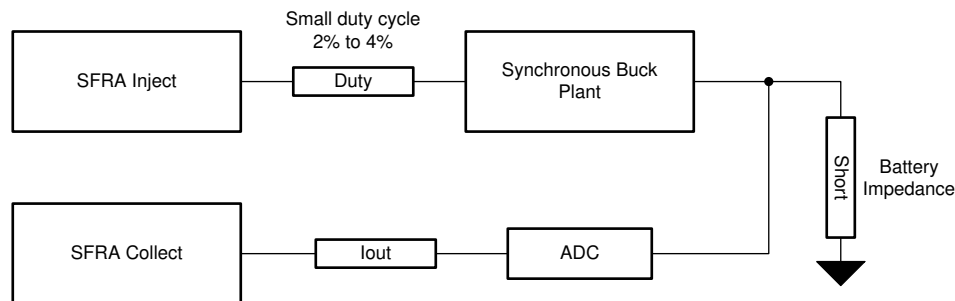 Small duty cycle
2% to 4%
SFRA Inject
Duty
Synchronous Buck
Plant
Short
Battery
Impedance
SFRA Collect
Iout
ADC